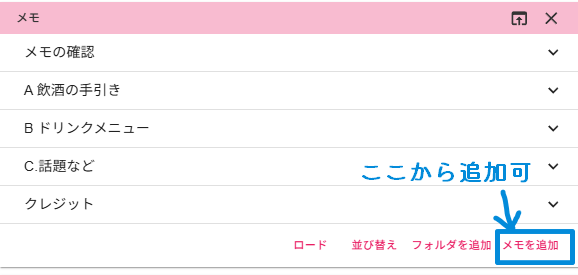 メモ
メモの確認
A 飲酒の手引き
B ドリンクメニュー
C.話題など
ここから追加可
クレジット
ロード 並び替え フォルダを追加 メモを追加